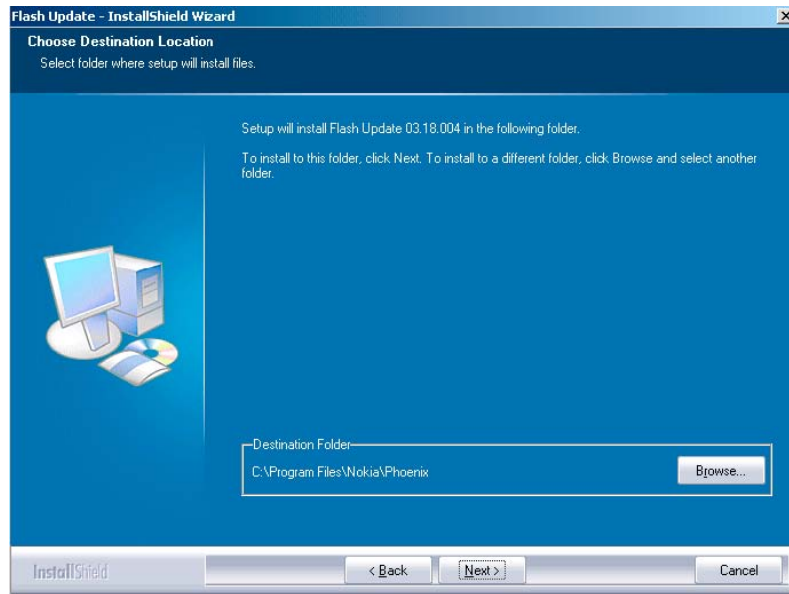 Flash Update - InstallShield Wizard
Choose Destination Location
Select folder where setup will install files.
Setup will install Flash Update 03.18.004 in the following folder.
To install to this folder, click Next. To install to a different folder, click Browse and select another
folder.
Destination Folder
C:\Program Files\Nokia\Phoenix
Browse...
InstallShield
< Back
Next >
Cancel